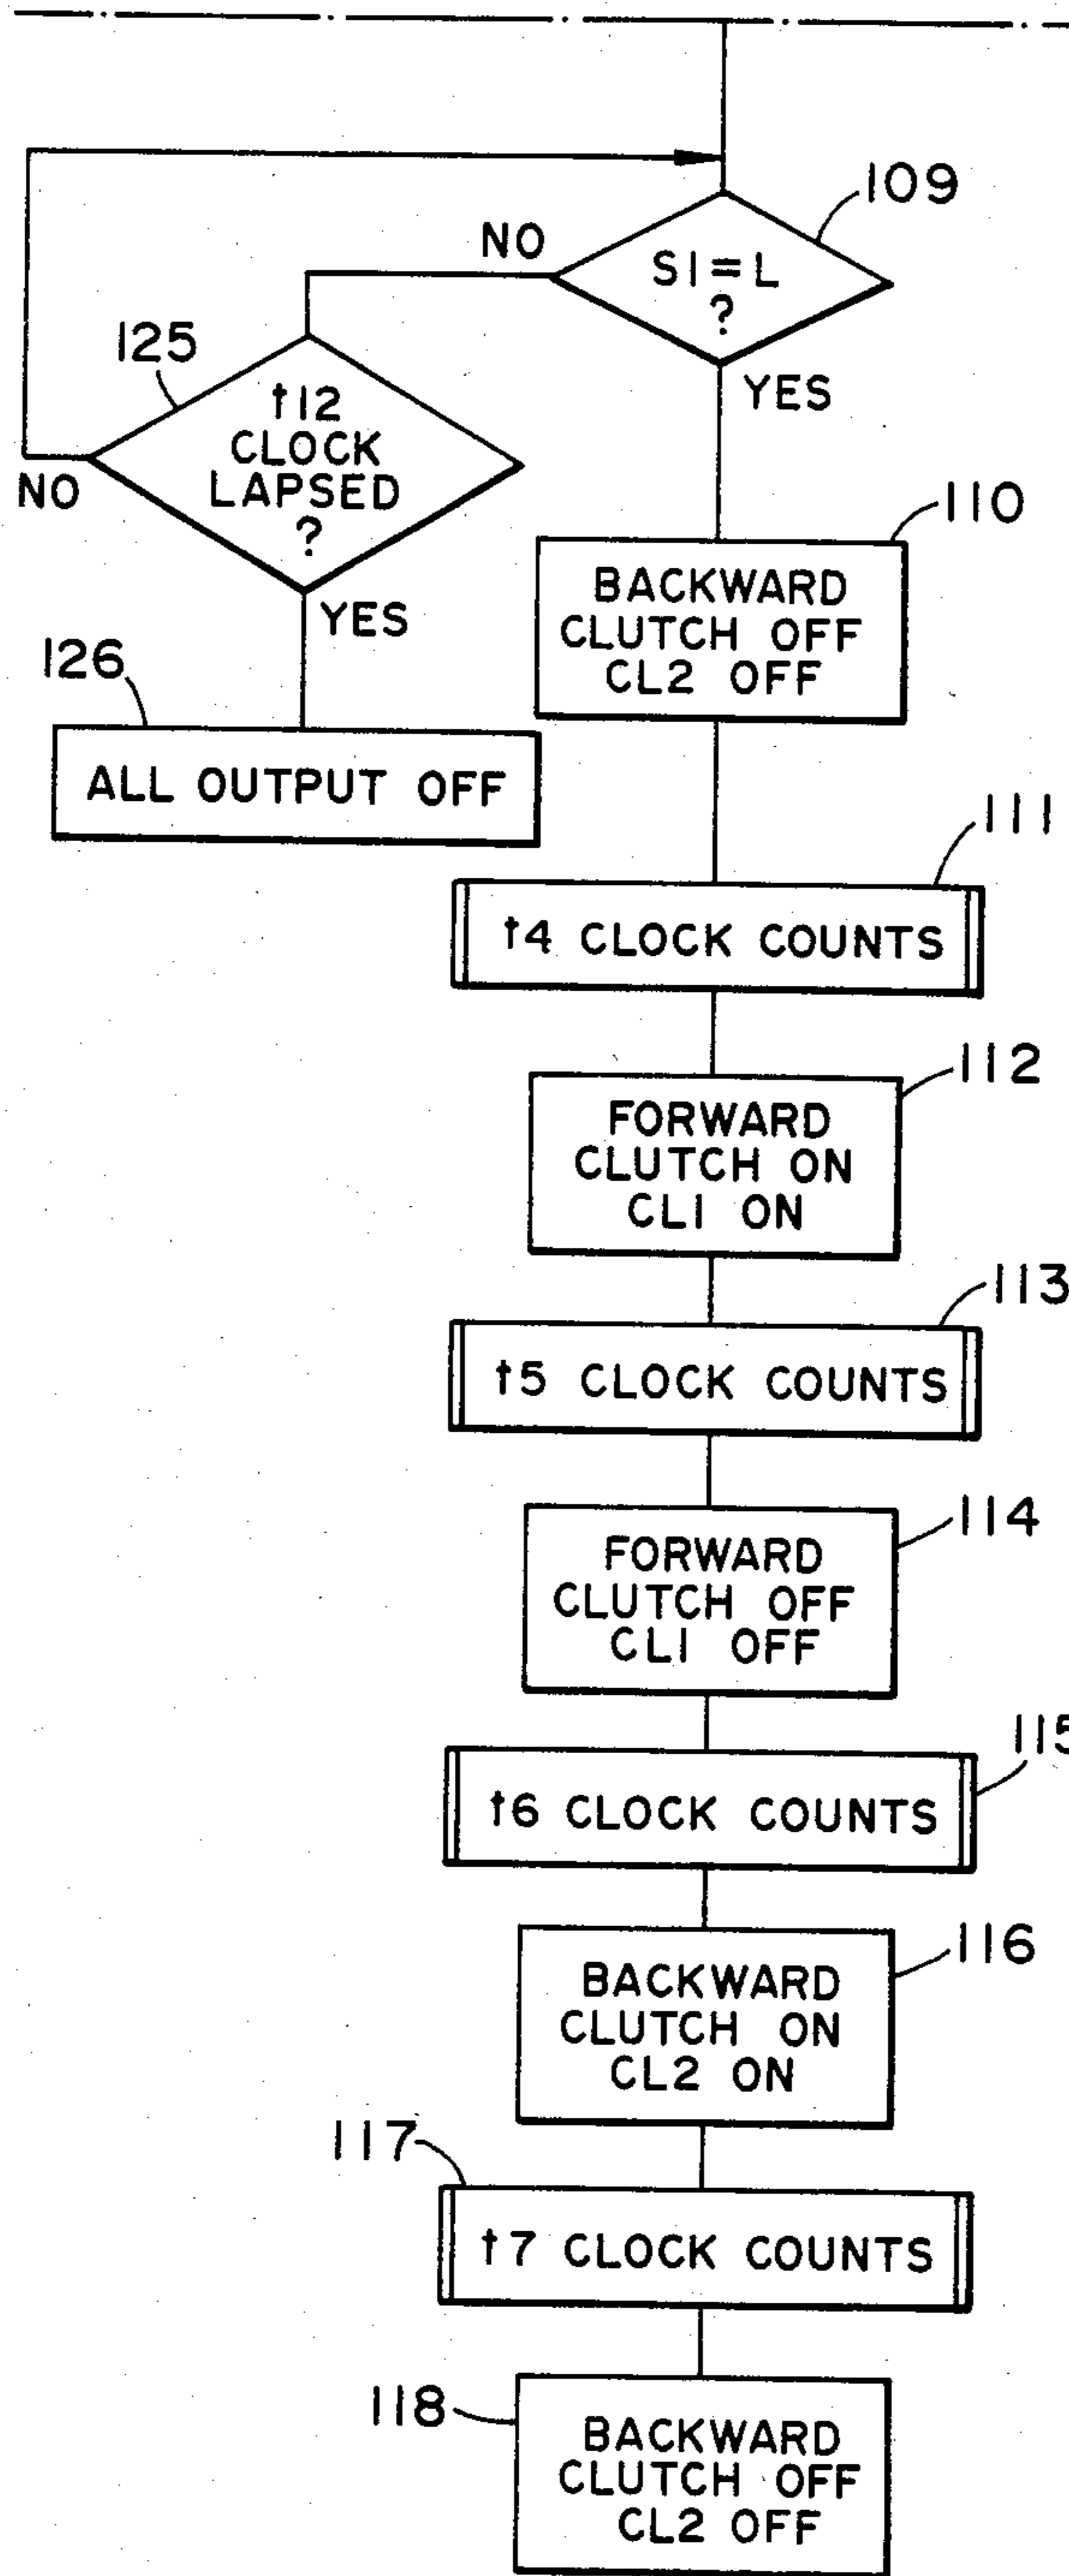 109
S1=L
?
NO
YES
125
t12
CLOCK
LAPSED
?
NO
YES
110
BACKWARD
CLUTCH OFF
CL2 OFF
126
ALL OUTPUT OFF
111
t4 CLOCK COUNTS
112
FORWARD
CLUTCH ON
CL1 ON
113
t5 CLOCK COUNTS
114
FORWARD
CLUTCH OFF
CL1 OFF
115
t6 CLOCK COUNTS
116
BACKWARD
CLUTCH ON
CL2 ON
117
t7 CLOCK COUNTS
118
BACKWARD
CLUTCH OFF
CL2 OFF